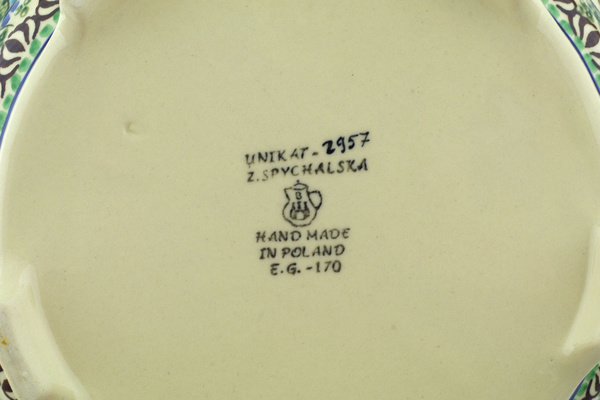 UNIKAT - 2957
Z. SPYCHALSKA
B
HAND MADE
IN POLAND
E.G. - 170